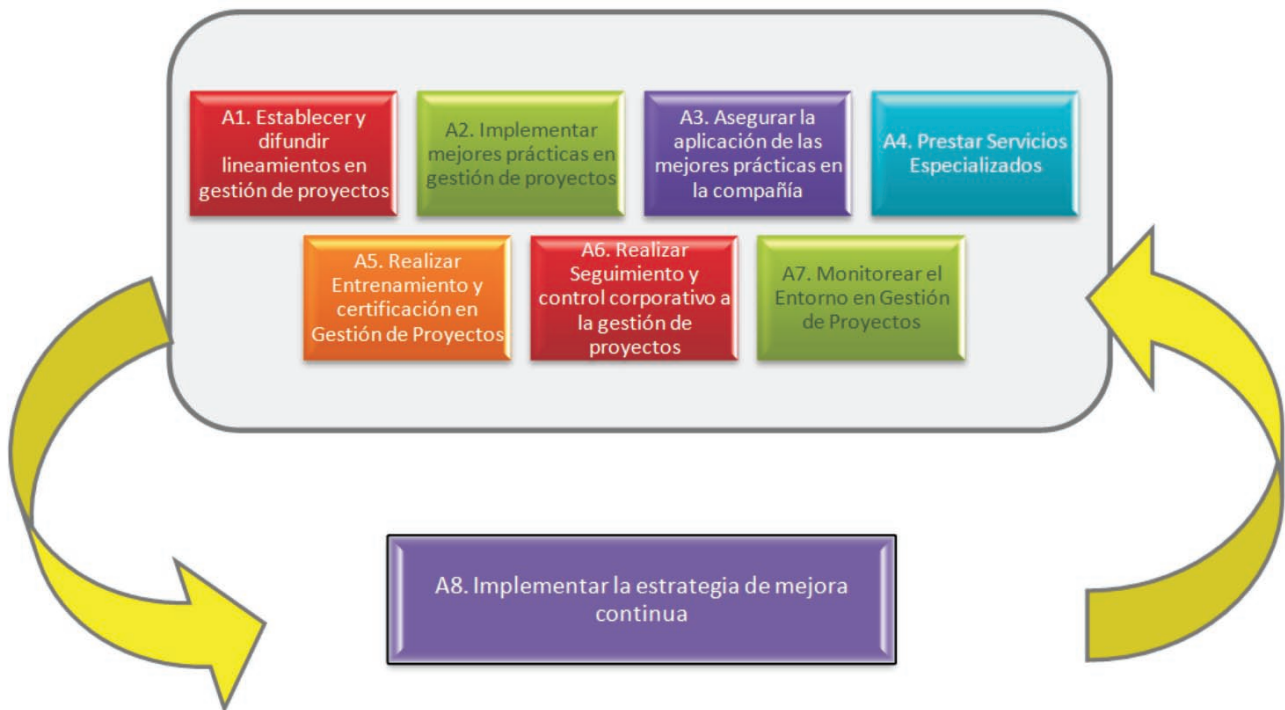 A1. Establecer y
difundir
lineamientos en
gestión de proyectos
A2. Implementar
mejores prácticas en
gestión de proyectos
A3. Asegurar la
aplicación de las
mejores prácticas en
la compañía
A4. Prestar Servicios
Especializados
A5. Realizar
Entrenamiento y
certificación en
Gestión de Proyectos
A6. Realizar
Seguimiento y
control corporativo a
la gestión de
proyectos
A7. Monitorear el
Entorno en Gestión
de Proyectos
A8. Implementar la estrategia de mejora
continua